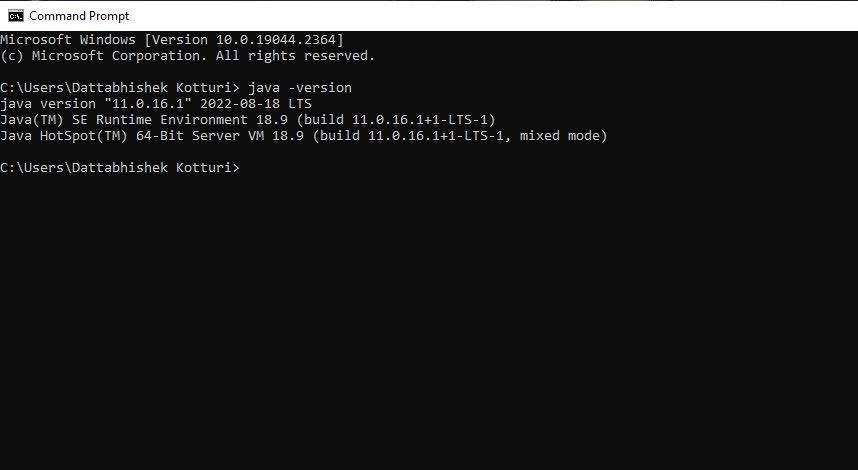 Command Prompt
Microsoft Windows [Version 10.0.19044.2364]
(c) Microsoft Corporation. All rights reserved.
C:\Users\Dattabhishek Kotturi> java -version
java version "11.0.16.1" 2022-08-18 LTS
Java(TM) SE Runtime Environment 18.9 (build 11.0.16.1+1-LTS-1)
Java HotSpot(TM) 64-Bit Server VM 18.9 (build 11.0.16.1+1-LTS-1, mixed mode)
C:\Users\Dattabhishek Kotturi>